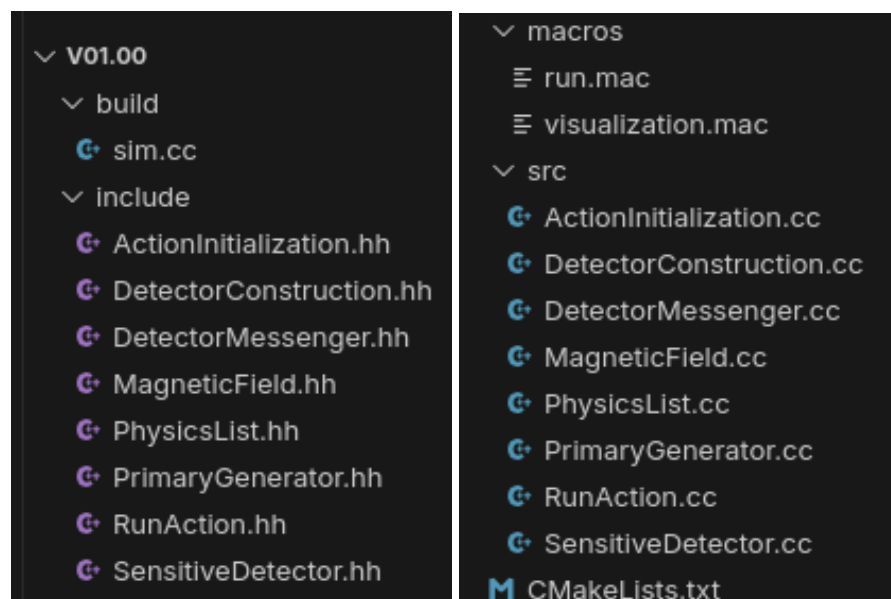 V01.00
build
sim.cc
include
ActionInitialization.hh
DetectorConstruction.hh
DetectorMessenger.hh
MagneticField.hh
PhysicsList.hh
PrimaryGenerator.hh
RunAction.hh
SensitiveDetector.hh
macros
run.mac
visualization.mac
src
ActionInitialization.cc
DetectorConstruction.cc
DetectorMessenger.cc
MagneticField.cc
PhysicsList.cc
PrimaryGenerator.cc
RunAction.cc
SensitiveDetector.cc
CMakeLists.txt